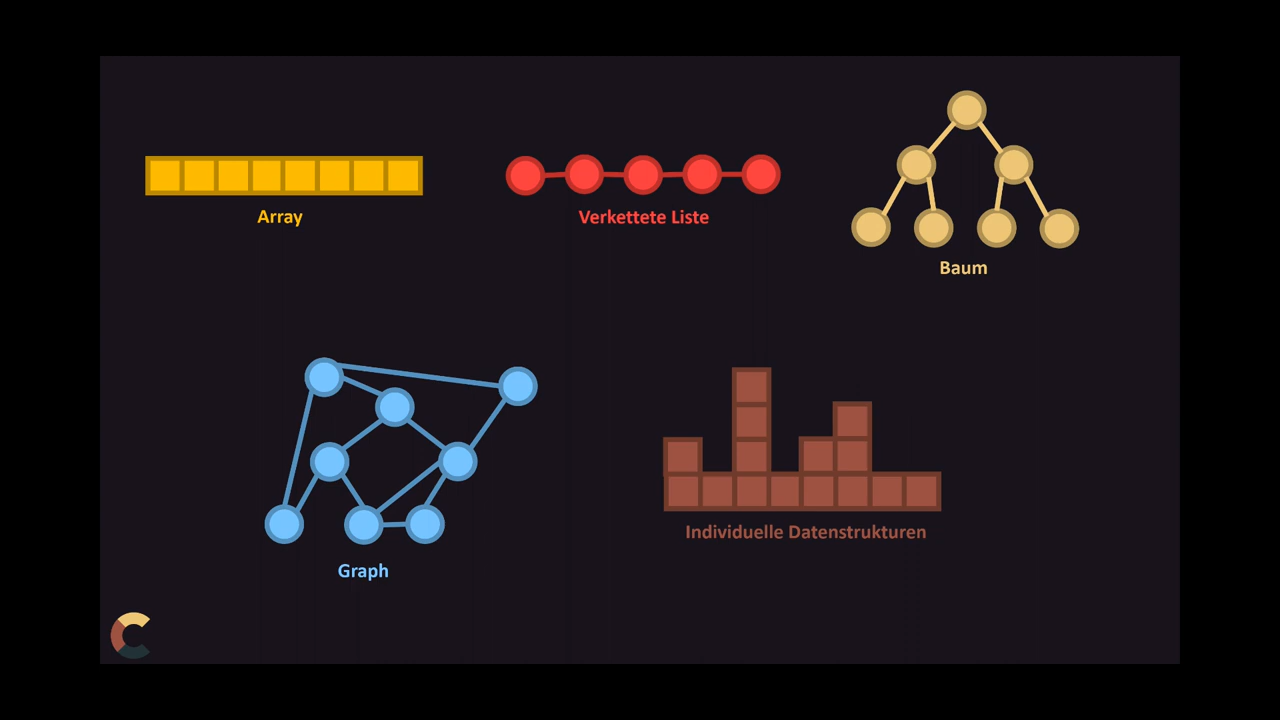 Array
Verkettete Liste
Baum
Graph
Individuelle Datenstrukturen